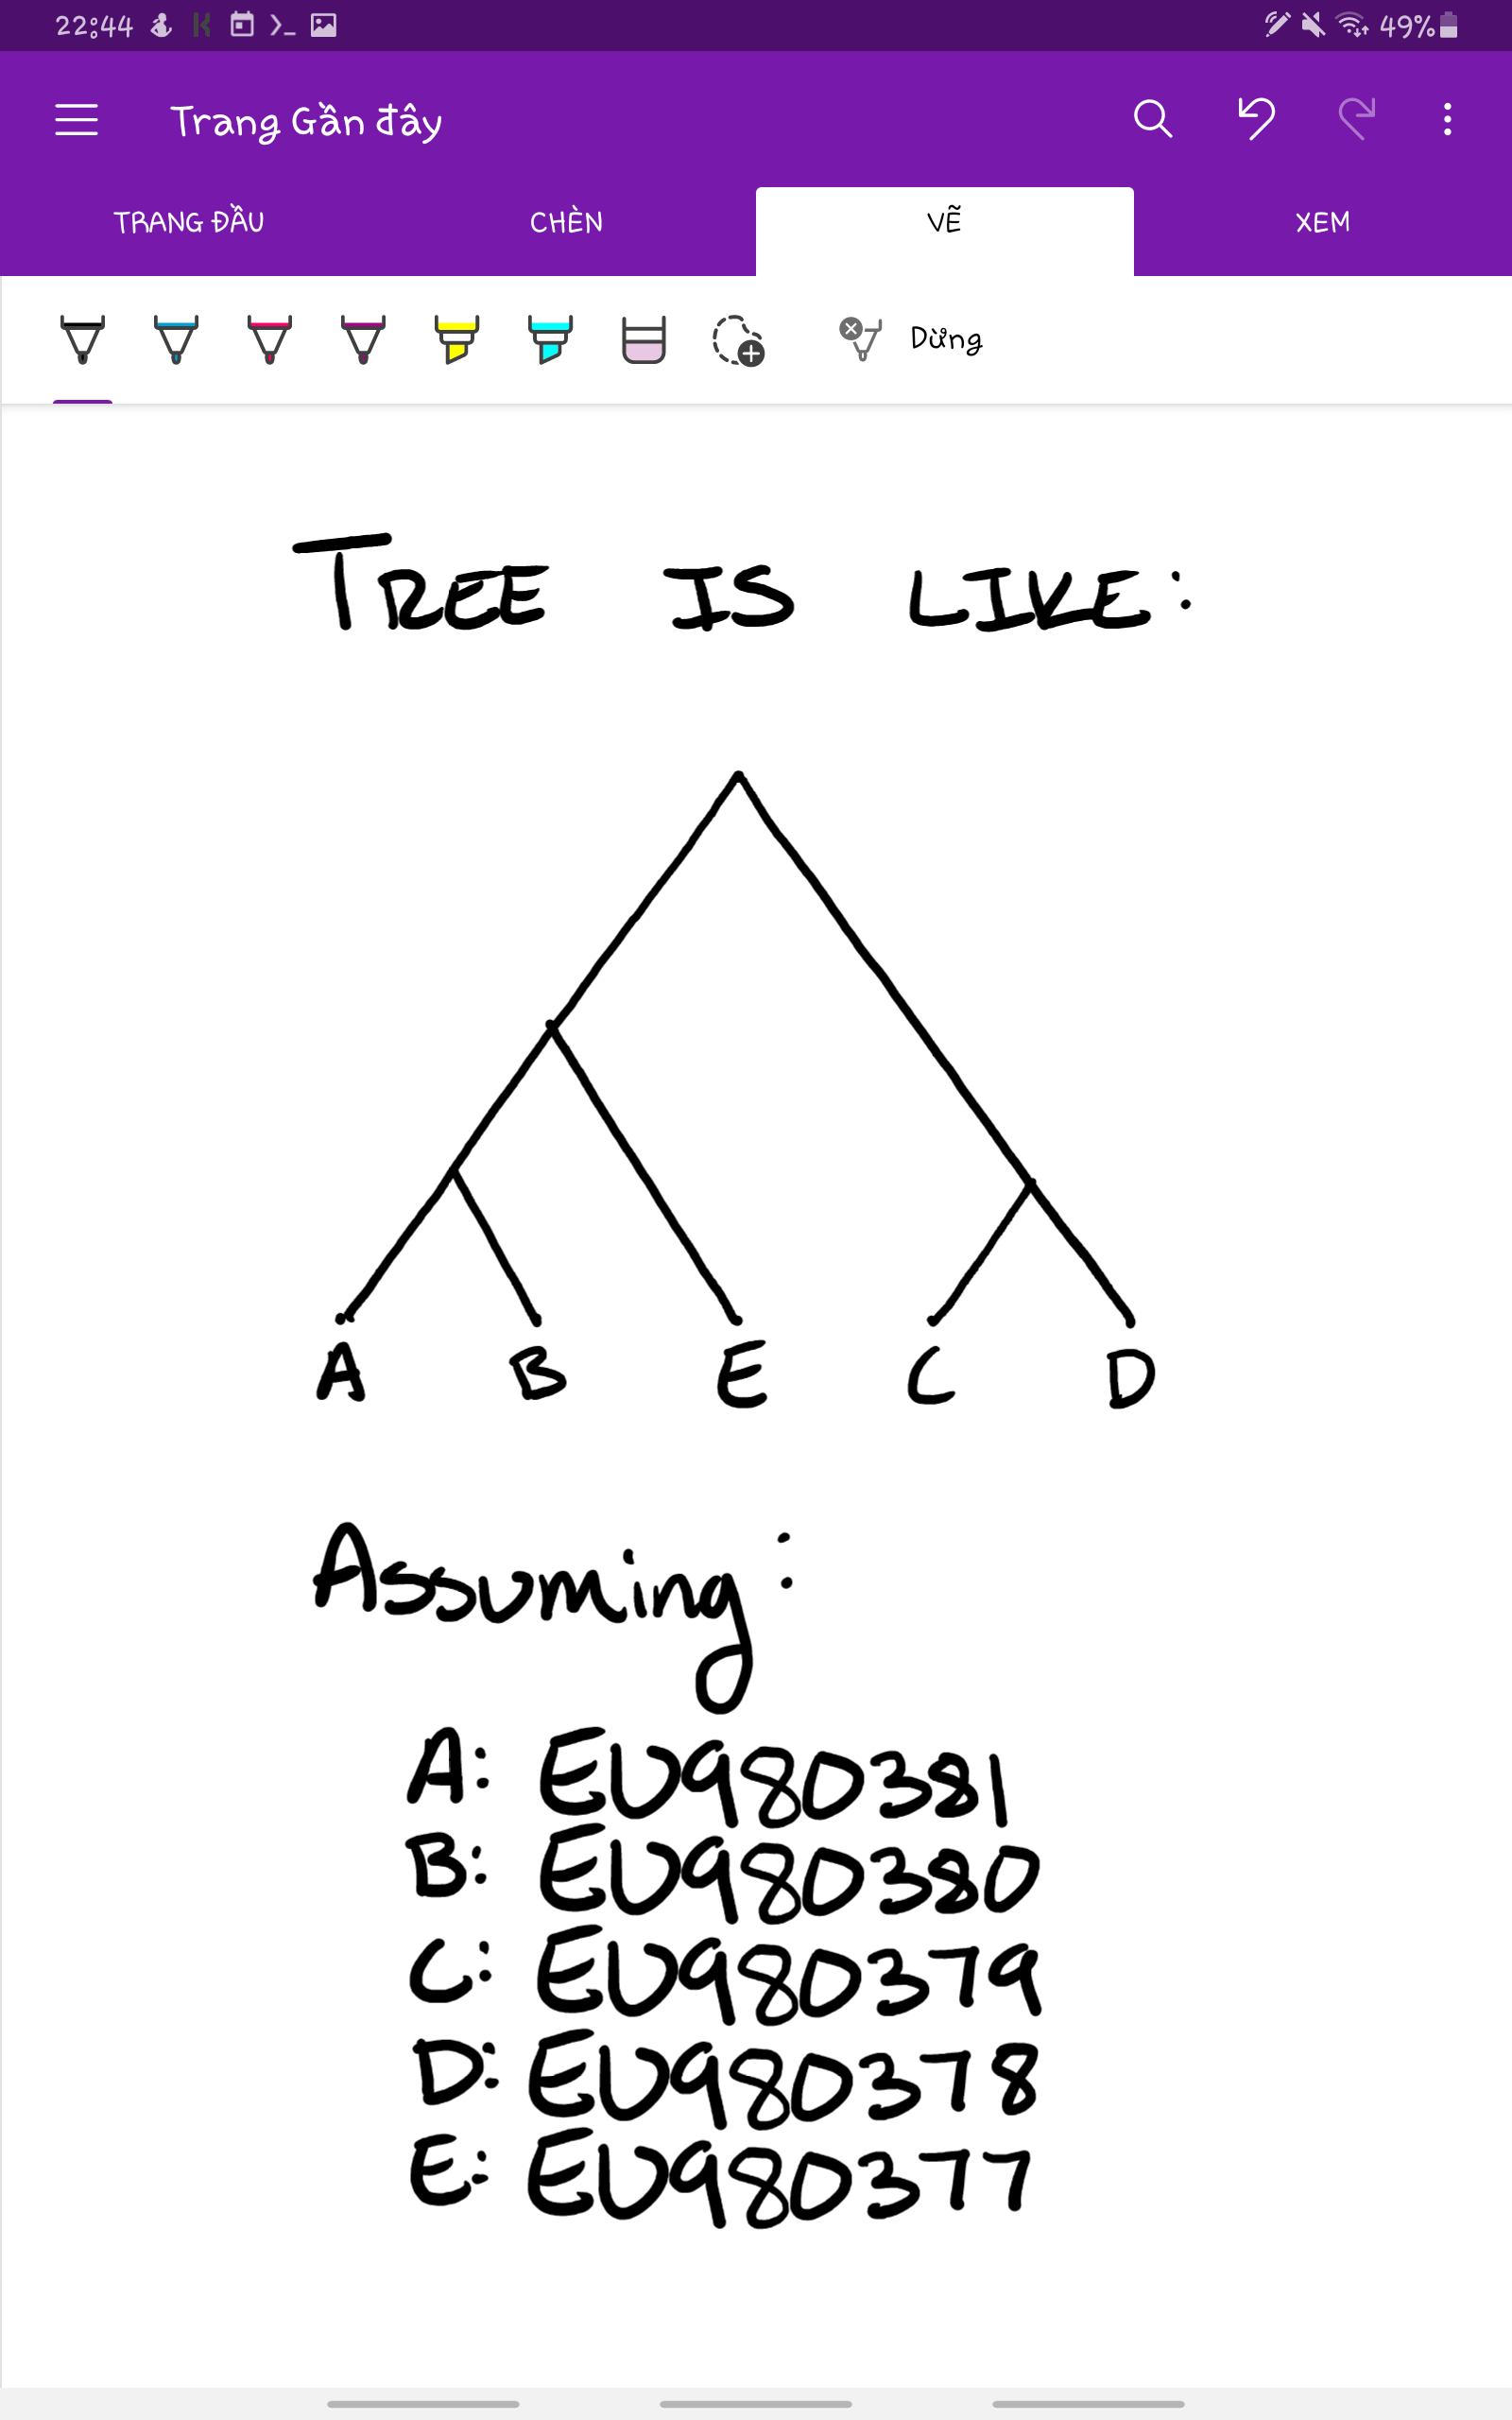 22:44 49%
Trang Gần đây
TRANG ĐẦU CHÈN VẼ XEM
Dừng
TREE IS LIKE:
A B E C D
Assuming:
A: EU980381
B: EU980380
C: EU980379
D: EU980378
E: EU980377